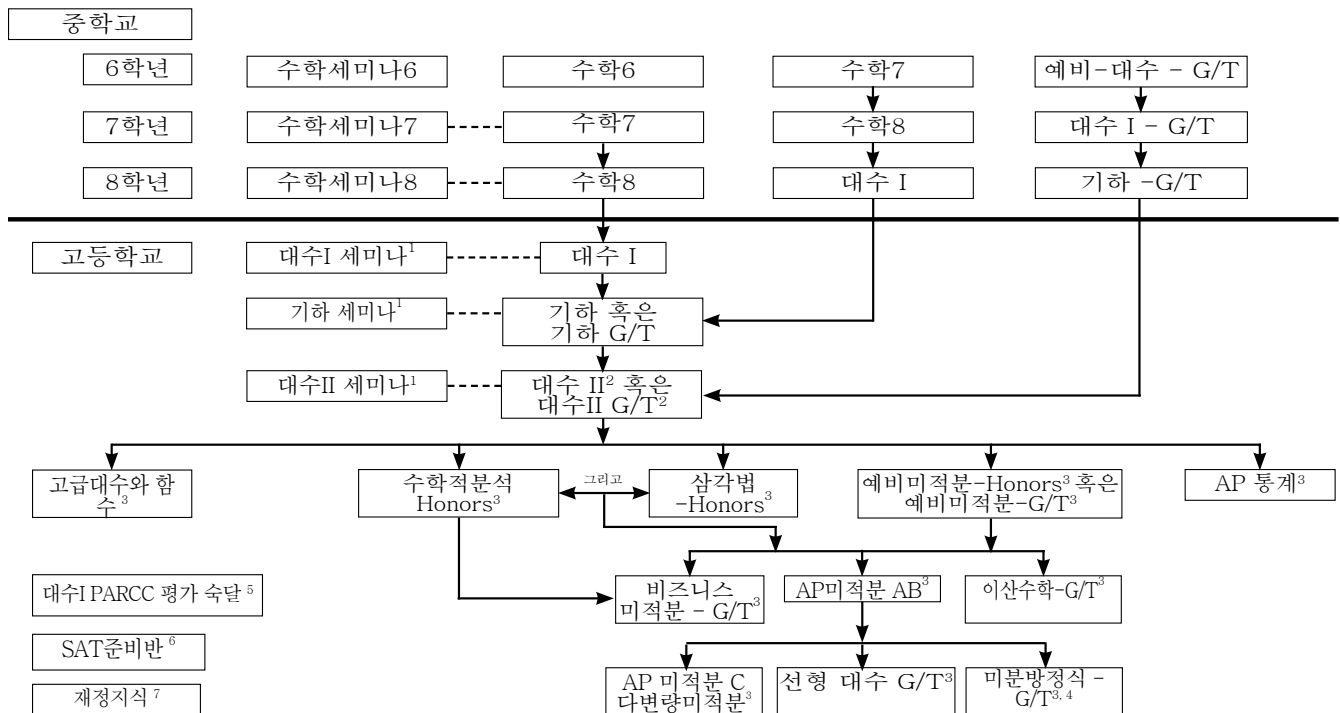 중학교
6학년
수학세미나6
수학6
수학7
예비-대수 - G/T
7학년
수학세미나7
수학7
수학8
대수 I - G/T
8학년
수학세미나8
수학8
대수 I
기하 -G/T
고등학교
대수I 세미나1
대수 I
기하 세미나1
기하 혹은
기하 G/T
대수II 세미나1
대수 II2 혹은
대수II G/T2
고급대수와 함
수3
수학적분석
Honors3
그리고
삼각법
-Honors3
예비미적분-Honors3 혹은
예비미적분-G/T3
AP 통계3
대수I PARCC 평가 숙달 5
비즈니스
미적분 - G/T3
AP미적분 AB3
이산수학-G/T3
SAT준비반 6
재정지식 7
AP 미적분 C
다변량미적분3
선형 대수 G/T3
미분방정식 -
G/T3, 4